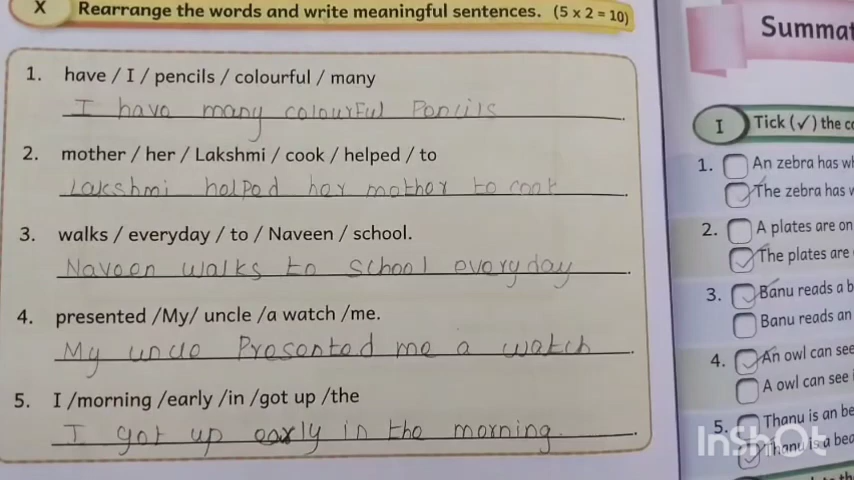 X Rearrange the words and write meaningful sentences. (5 x 2 = 10)
1. have / I / pencils / colourful / many
I have many colourful Pencils
2. mother / her / Lakshmi / cook / helped / to
Lakshmi helped her mother to cook
3. walks / everyday / to / Naveen / school.
Naveen walks to school everyday
4. presented /My/ uncle /a watch /me.
My uncle Presented me a watch
5. I /morning /early /in /got up /the
I got up early in the morning.
Summat
I Tick (✓) the co
1. An zebra has wh
The zebra has w
2. A plates are on
The plates are
3. Banu reads a b
Banu reads an
4. An owl can see
A owl can see
5. Thanu is an be
Thanu is a bea
InShOt